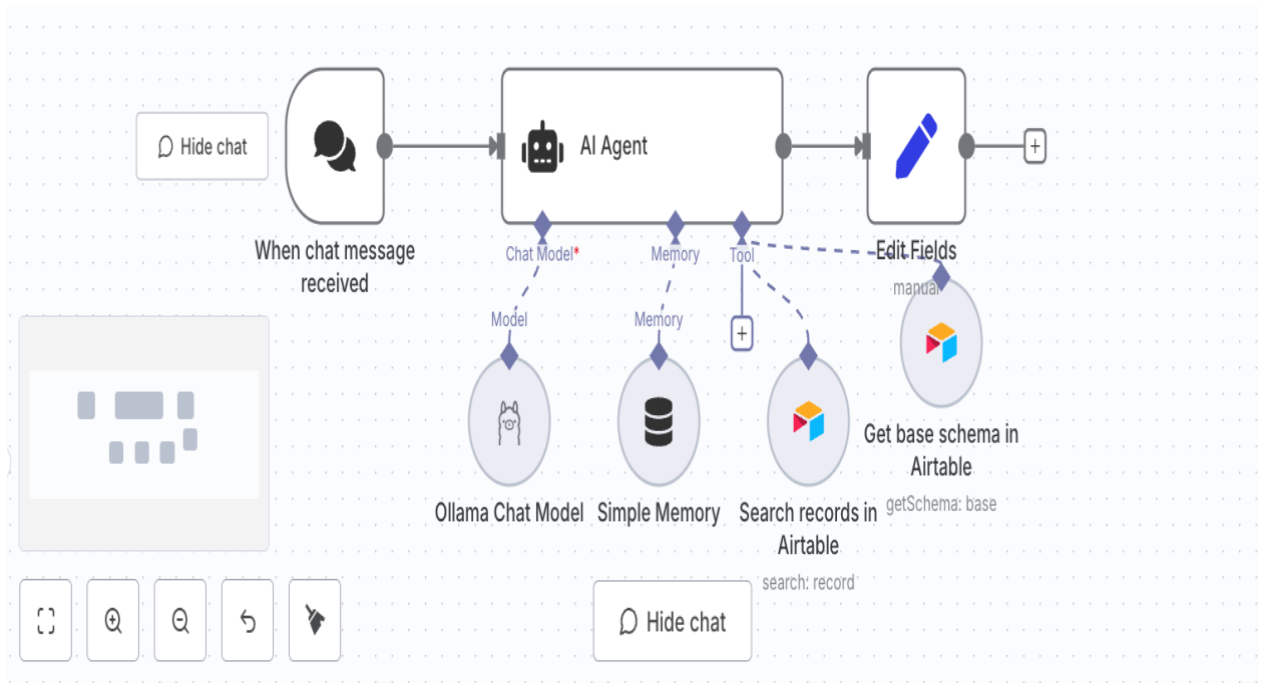 Hide chat
AI Agent
When chat message
received
Chat Model*
Memory
Tool
Edit Fields
manual
Model
Memory
Get base schema in
Airtable
getSchema: base
Ollama Chat Model
Simple Memory
Search records in
Airtable
search: record
Hide chat